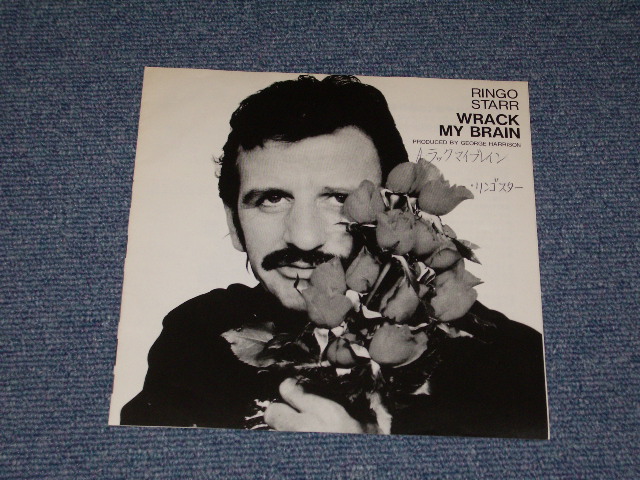 RINGO
STARR
WRACK
MY BRAIN
PRODUCED BY GEORGE HARRISON
ラックマイブレイン
・リンゴスター